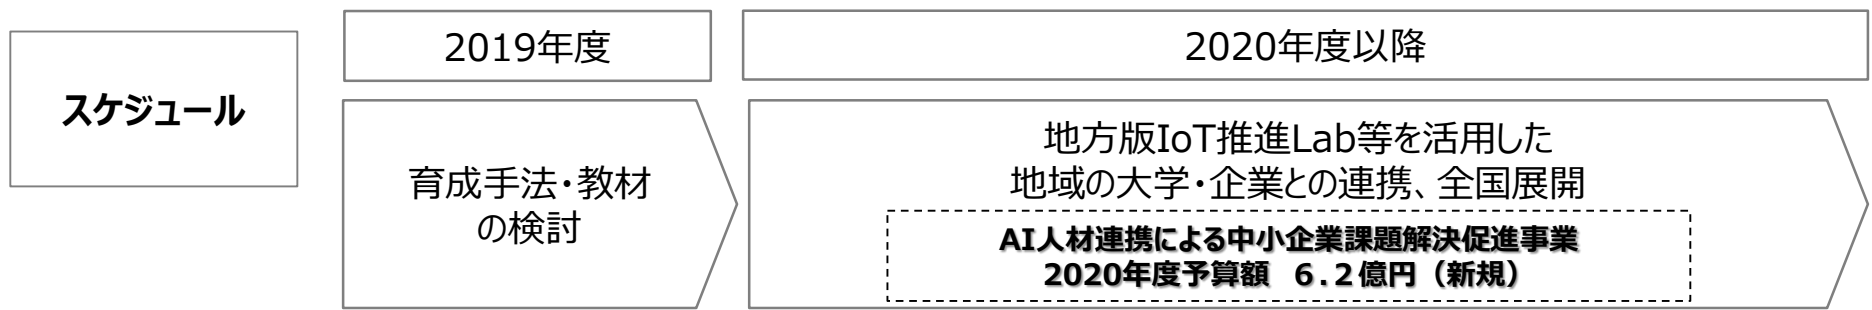 スケジュール
2019年度
2020年度以降
育成手法・教材
の検討
地方版IoT推進Lab等を活用した
地域の大学・企業との連携、全国展開
AI人材連携による中小企業課題解決促進事業
2020年度予算額 ６.２億円（新規）